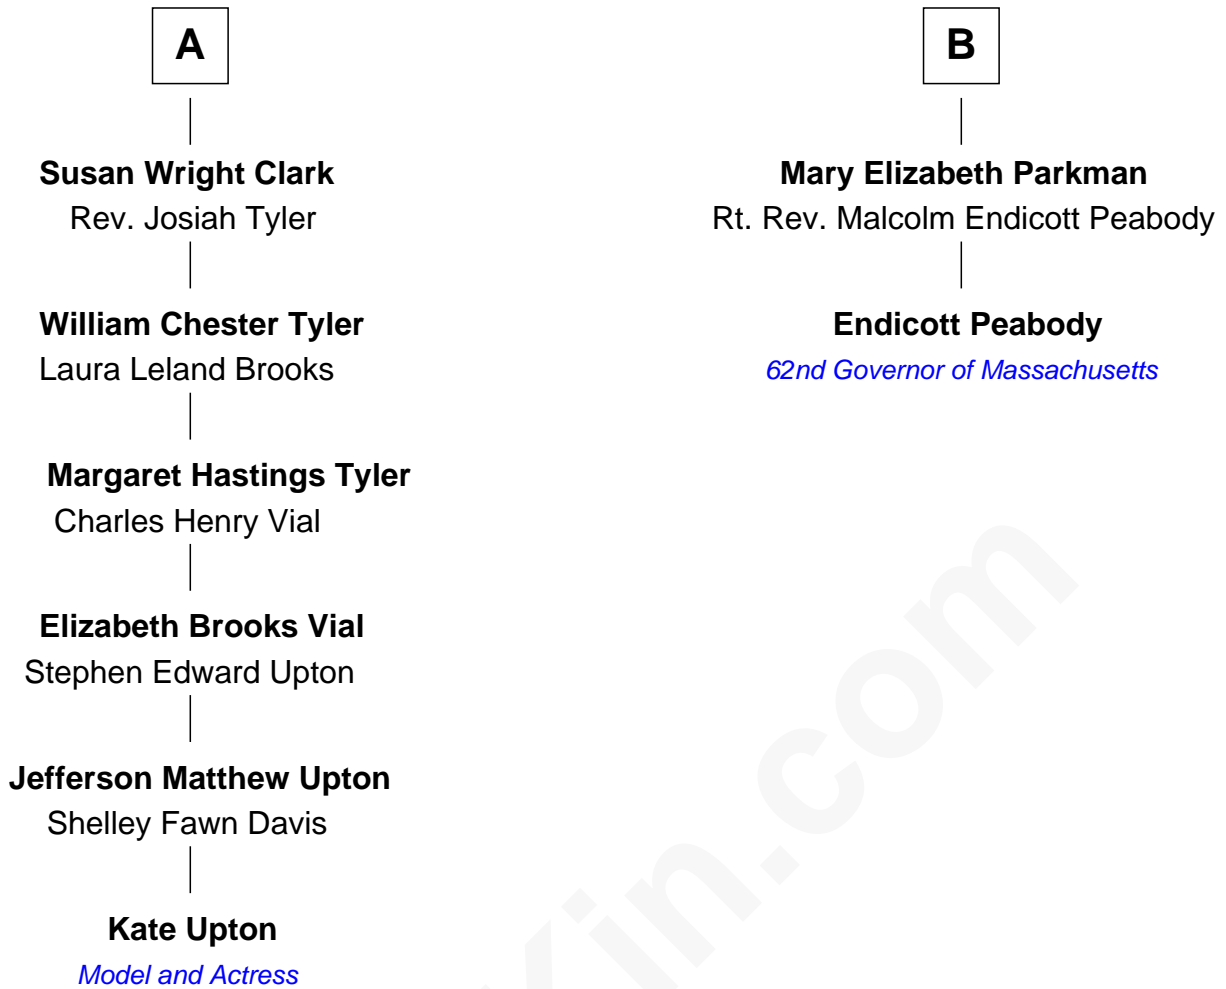 A
Susan Wright Clark
Rev. Josiah Tyler
William Chester Tyler
Laura Leland Brooks
Margaret Hastings Tyler
Charles Henry Vial
Elizabeth Brooks Vial
Stephen Edward Upton
Jefferson Matthew Upton
Shelley Fawn Davis
Kate Upton
Model and Actress
B
Mary Elizabeth Parkman
Rt. Rev. Malcolm Endicott Peabody
Endicott Peabody
62nd Governor of Massachusetts